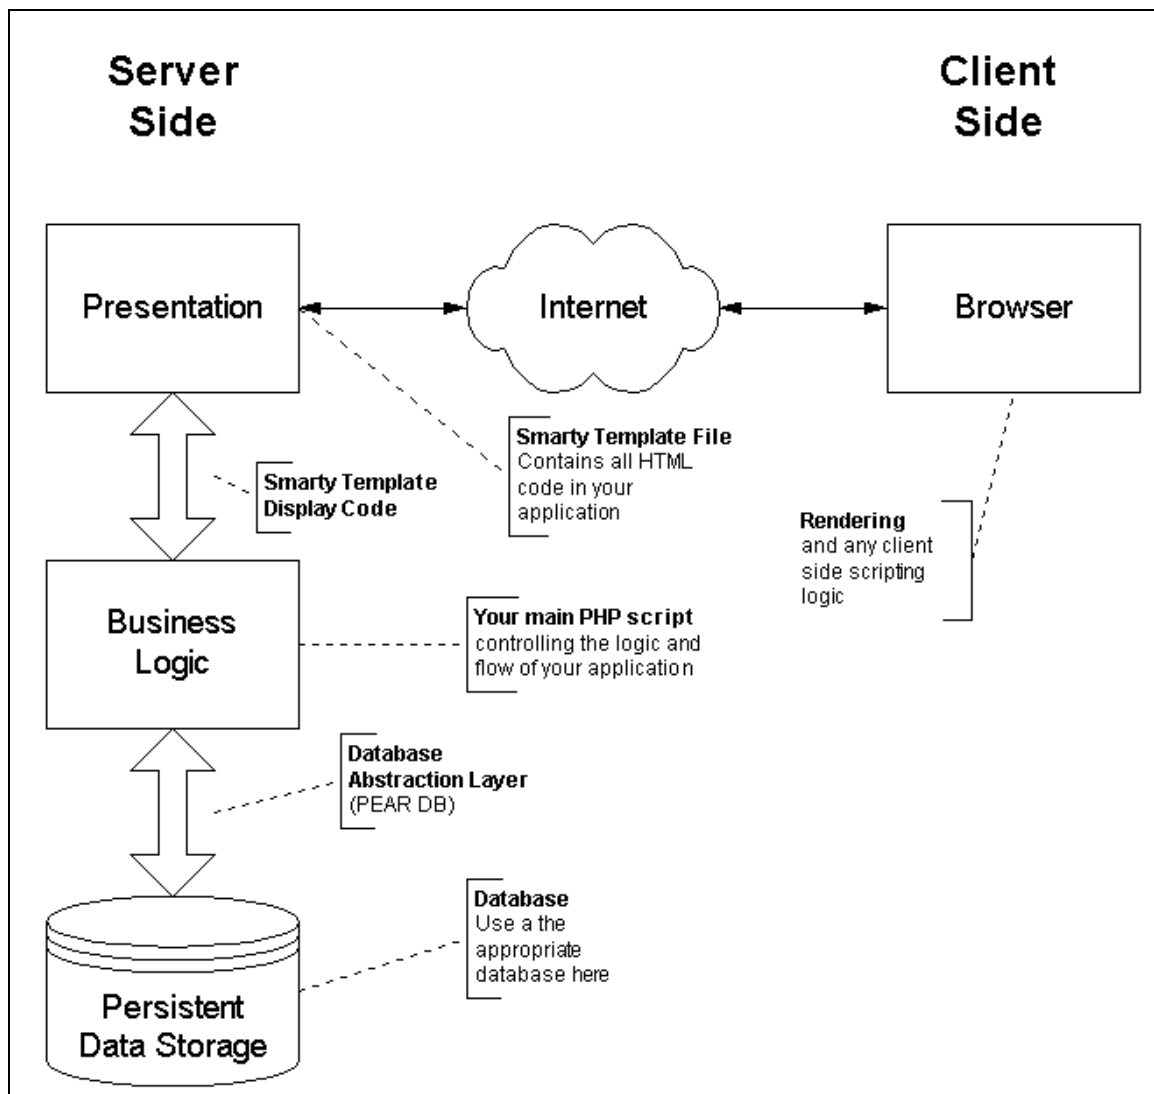 Server
Side
Client
Side
Presentation
Internet
Browser
Smarty Template File
Contains all HTML
code in your
application
Smarty Template
Display Code
Rendering
and any client
side scripting
logic
Business
Logic
Your main PHP script
controlling the logic and
flow of your application
Database
Abstraction Layer
(PEAR DB)
Database
Use a the
appropriate
database here
Persistent
Data Storage